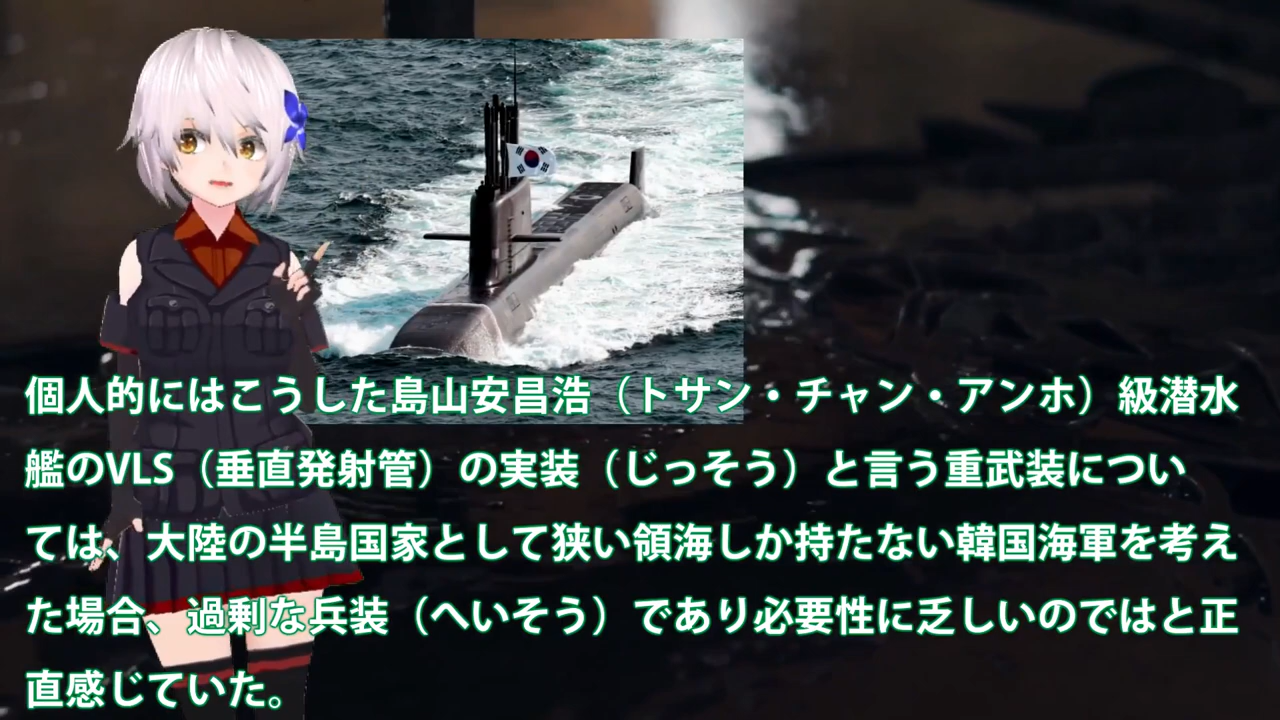 個人的にはこうした島山安昌浩（トサン・チャン・アンホ）級潜水
艦のVLS（垂直発射管）の実装（じっそう）と言う重武装につい
ては、大陸の半島国家として狭い領海しか持たない韓国海軍を考え
た場合、過剰な兵装（へいそう）であり必要性に乏しいのではと正
直感じていた。